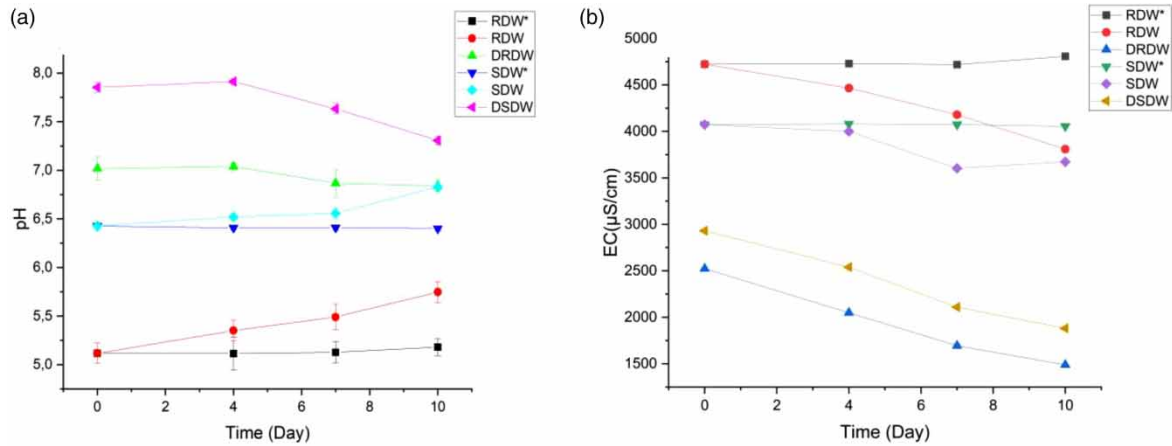 (a)
RDW*
RDW
DRDW
SDW*
SDW
DSDW
8,0
7,5
7,0
6,5
6,0
5,5
5,0
pH
0 2 4 6 8 10
Time (Day)
(b)
RDW*
RDW
DRDW
SDW*
SDW
DSDW
5000
4500
4000
3500
3000
2500
2000
1500
EC(µS/cm)
0 2 4 6 8 10
Time (Day)